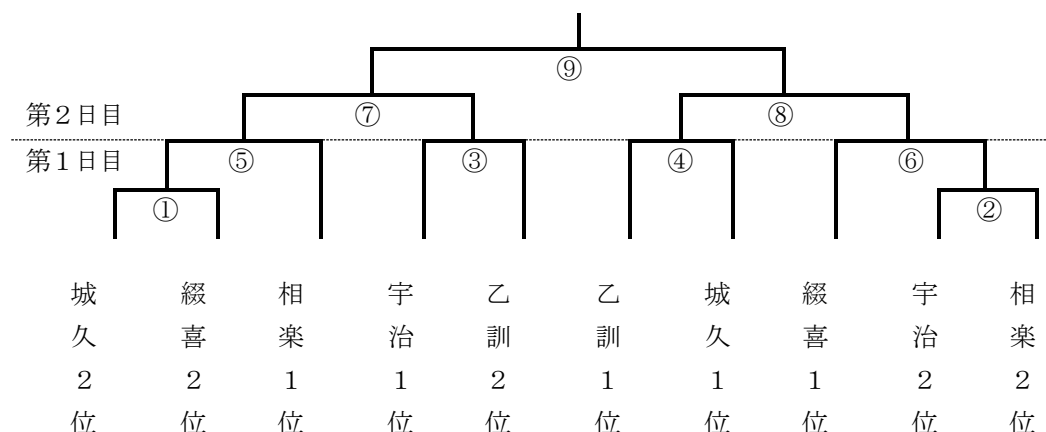 ⑨
第２日目
⑦
⑧
第１日目
⑤
③
④
⑥
①
②
城久２位
綴喜２位
相楽１位
宇治１位
乙訓２位
乙訓１位
城久１位
綴喜１位
宇治２位
相楽２位